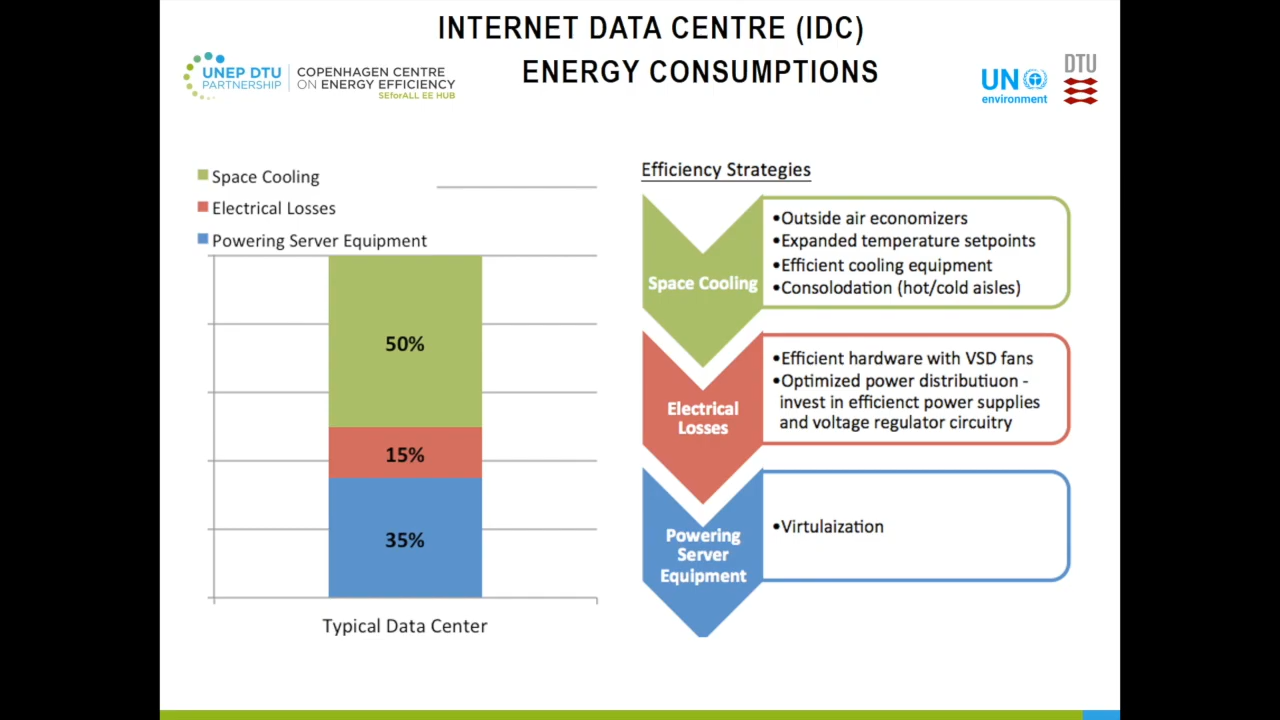 INTERNET DATA CENTRE (IDC)
ENERGY CONSUMPTIONS
UNEP DTU
PARTNERSHIP
COPENHAGEN CENTRE
ON ENERGY EFFICIENCY
SEforALL EE HUB
UN
environment
DTU
Space Cooling
Electrical Losses
Powering Server Equipment
50%
15%
35%
Typical Data Center
Efficiency Strategies
Space Cooling
•Outside air economizers
•Expanded temperature setpoints
•Efficient cooling equipment
•Consolodation (hot/cold aisles)
Electrical
Losses
•Efficient hardware with VSD fans
•Optimized power distributiuon -
invest in efficienct power supplies
and voltage regulator circuitry
Powering
Server
Equipment
•Virtulaization